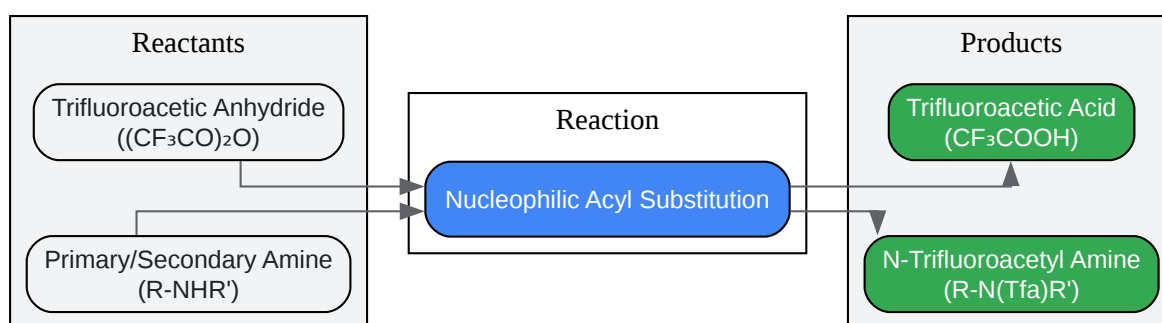 Reactants
Trifluoroacetic Anhydride
((CF₃CO)₂O)
Primary/Secondary Amine
(R-NHR')
Reaction
Nucleophilic Acyl Substitution
Products
Trifluoroacetic Acid
(CF₃COOH)
N-Trifluoroacetyl Amine
(R-N(Tfa)R')